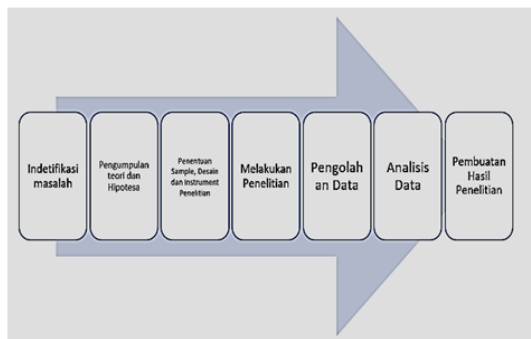 Indetifikasi
masalah
Pengumpulan
teori dan
Hipotesa
Penentuan
Sample, Desain
dan instrument
Penelitian
Melakukan
Penelitian
Pengolah
an Data
Analisis
Data
Pembuatan
Hasil
Penelitian